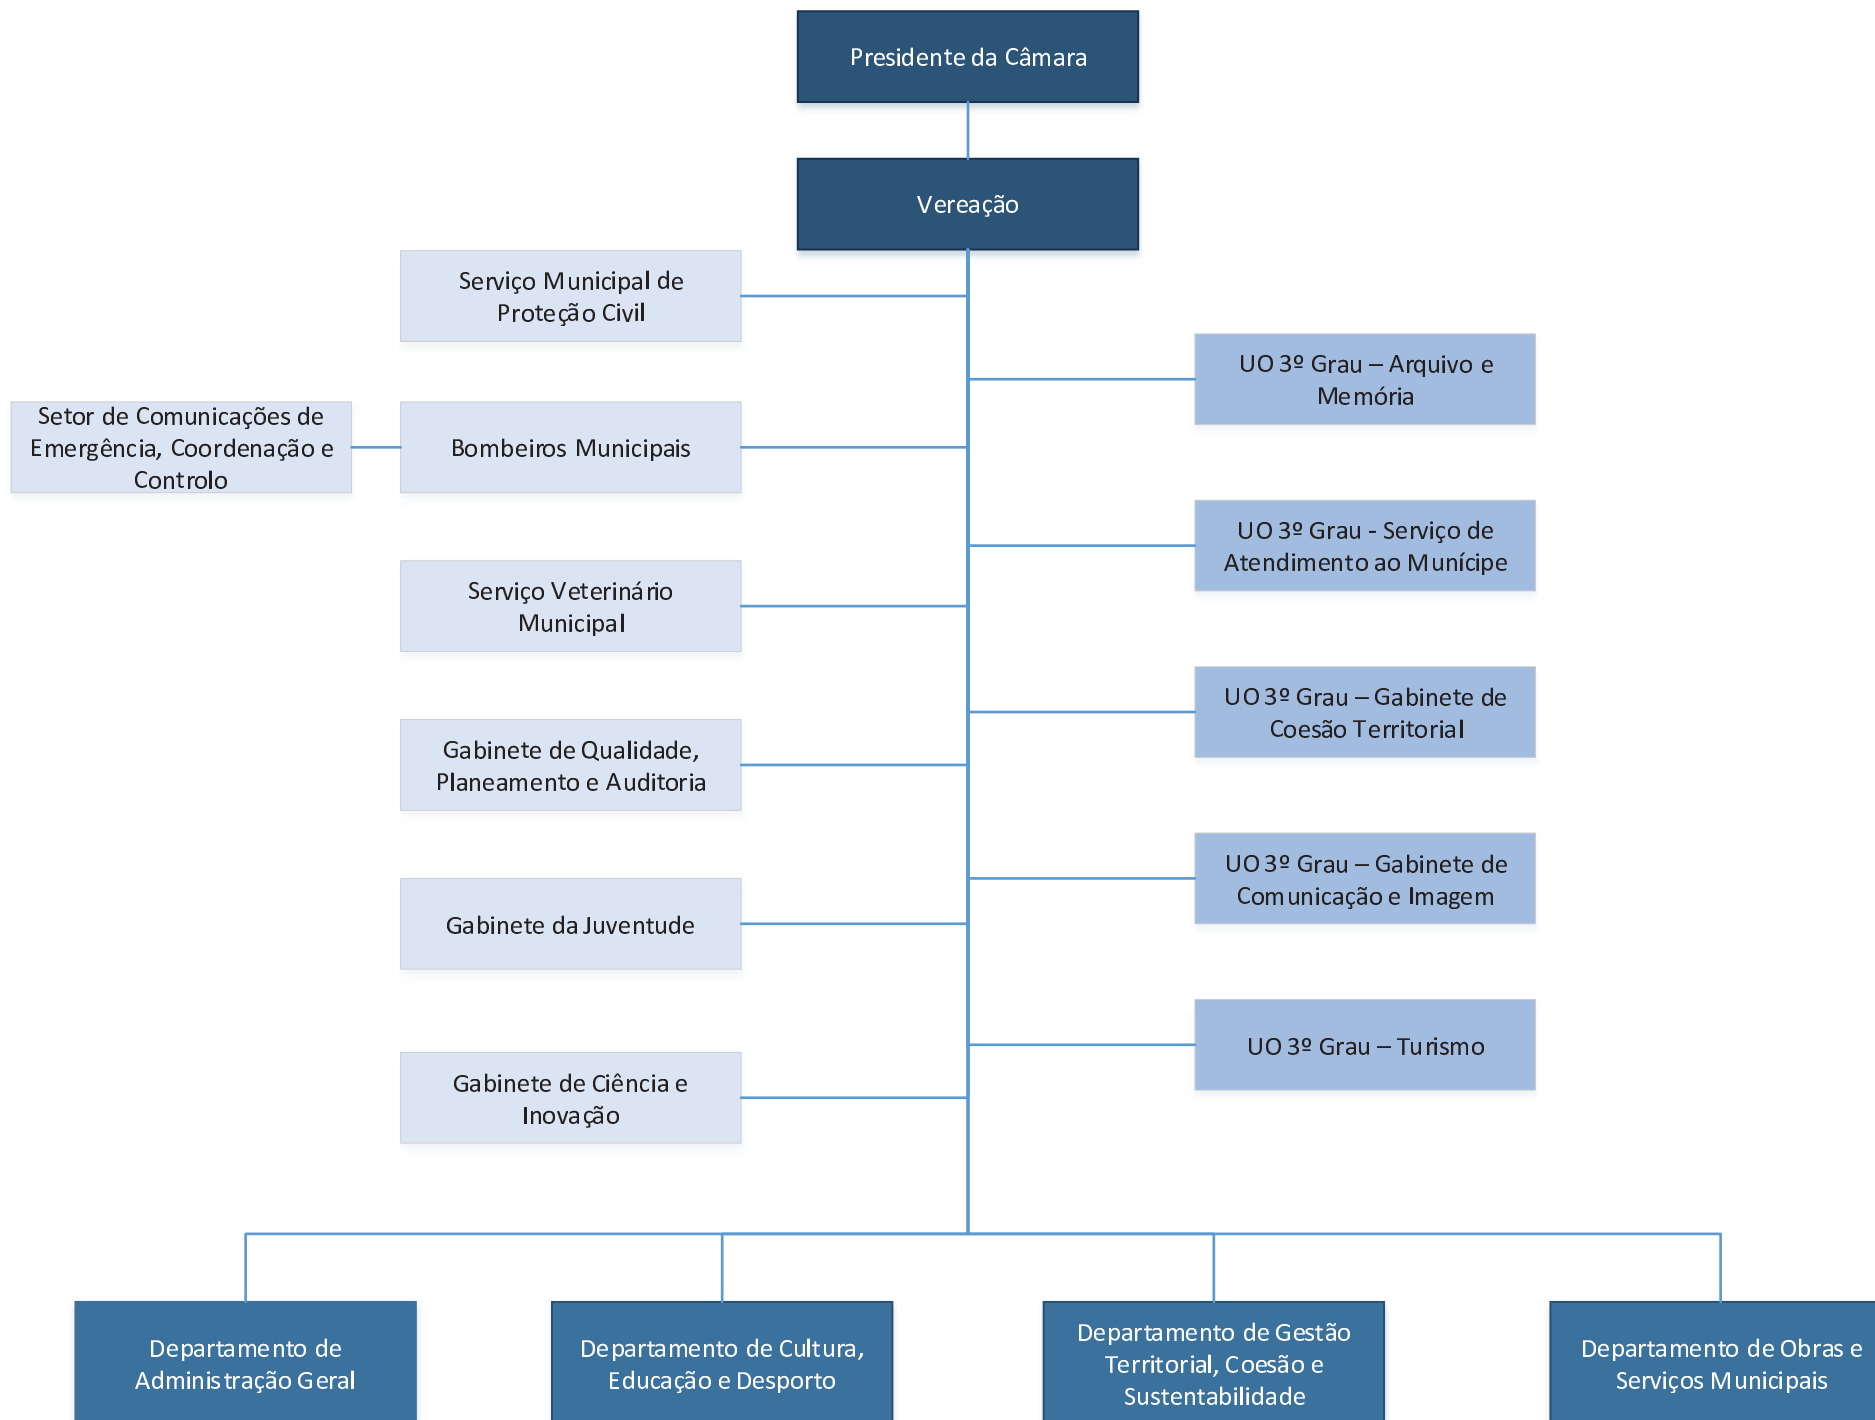 Presidente da Câmara
Vereação
Serviço Municipal de
Proteção Civil
UO 3º Grau – Arquivo e
Memória
Setor de Comunicações de
Emergência, Coordenação e
Controlo
Bombeiros Municipais
UO 3º Grau - Serviço de
Atendimento ao Munícipe
Serviço Veterinário
Municipal
UO 3º Grau – Gabinete de
Coesão Territorial
Gabinete de Qualidade,
Planeamento e Auditoria
UO 3º Grau – Gabinete de
Comunicação e Imagem
Gabinete da Juventude
UO 3º Grau – Turismo
Gabinete de Ciência e
Inovação
Departamento de
Administração Geral
Departamento de Cultura,
Educação e Desporto
Departamento de Gestão
Territorial, Coesão e
Sustentabilidade
Departamento de Obras e
Serviços Municipais